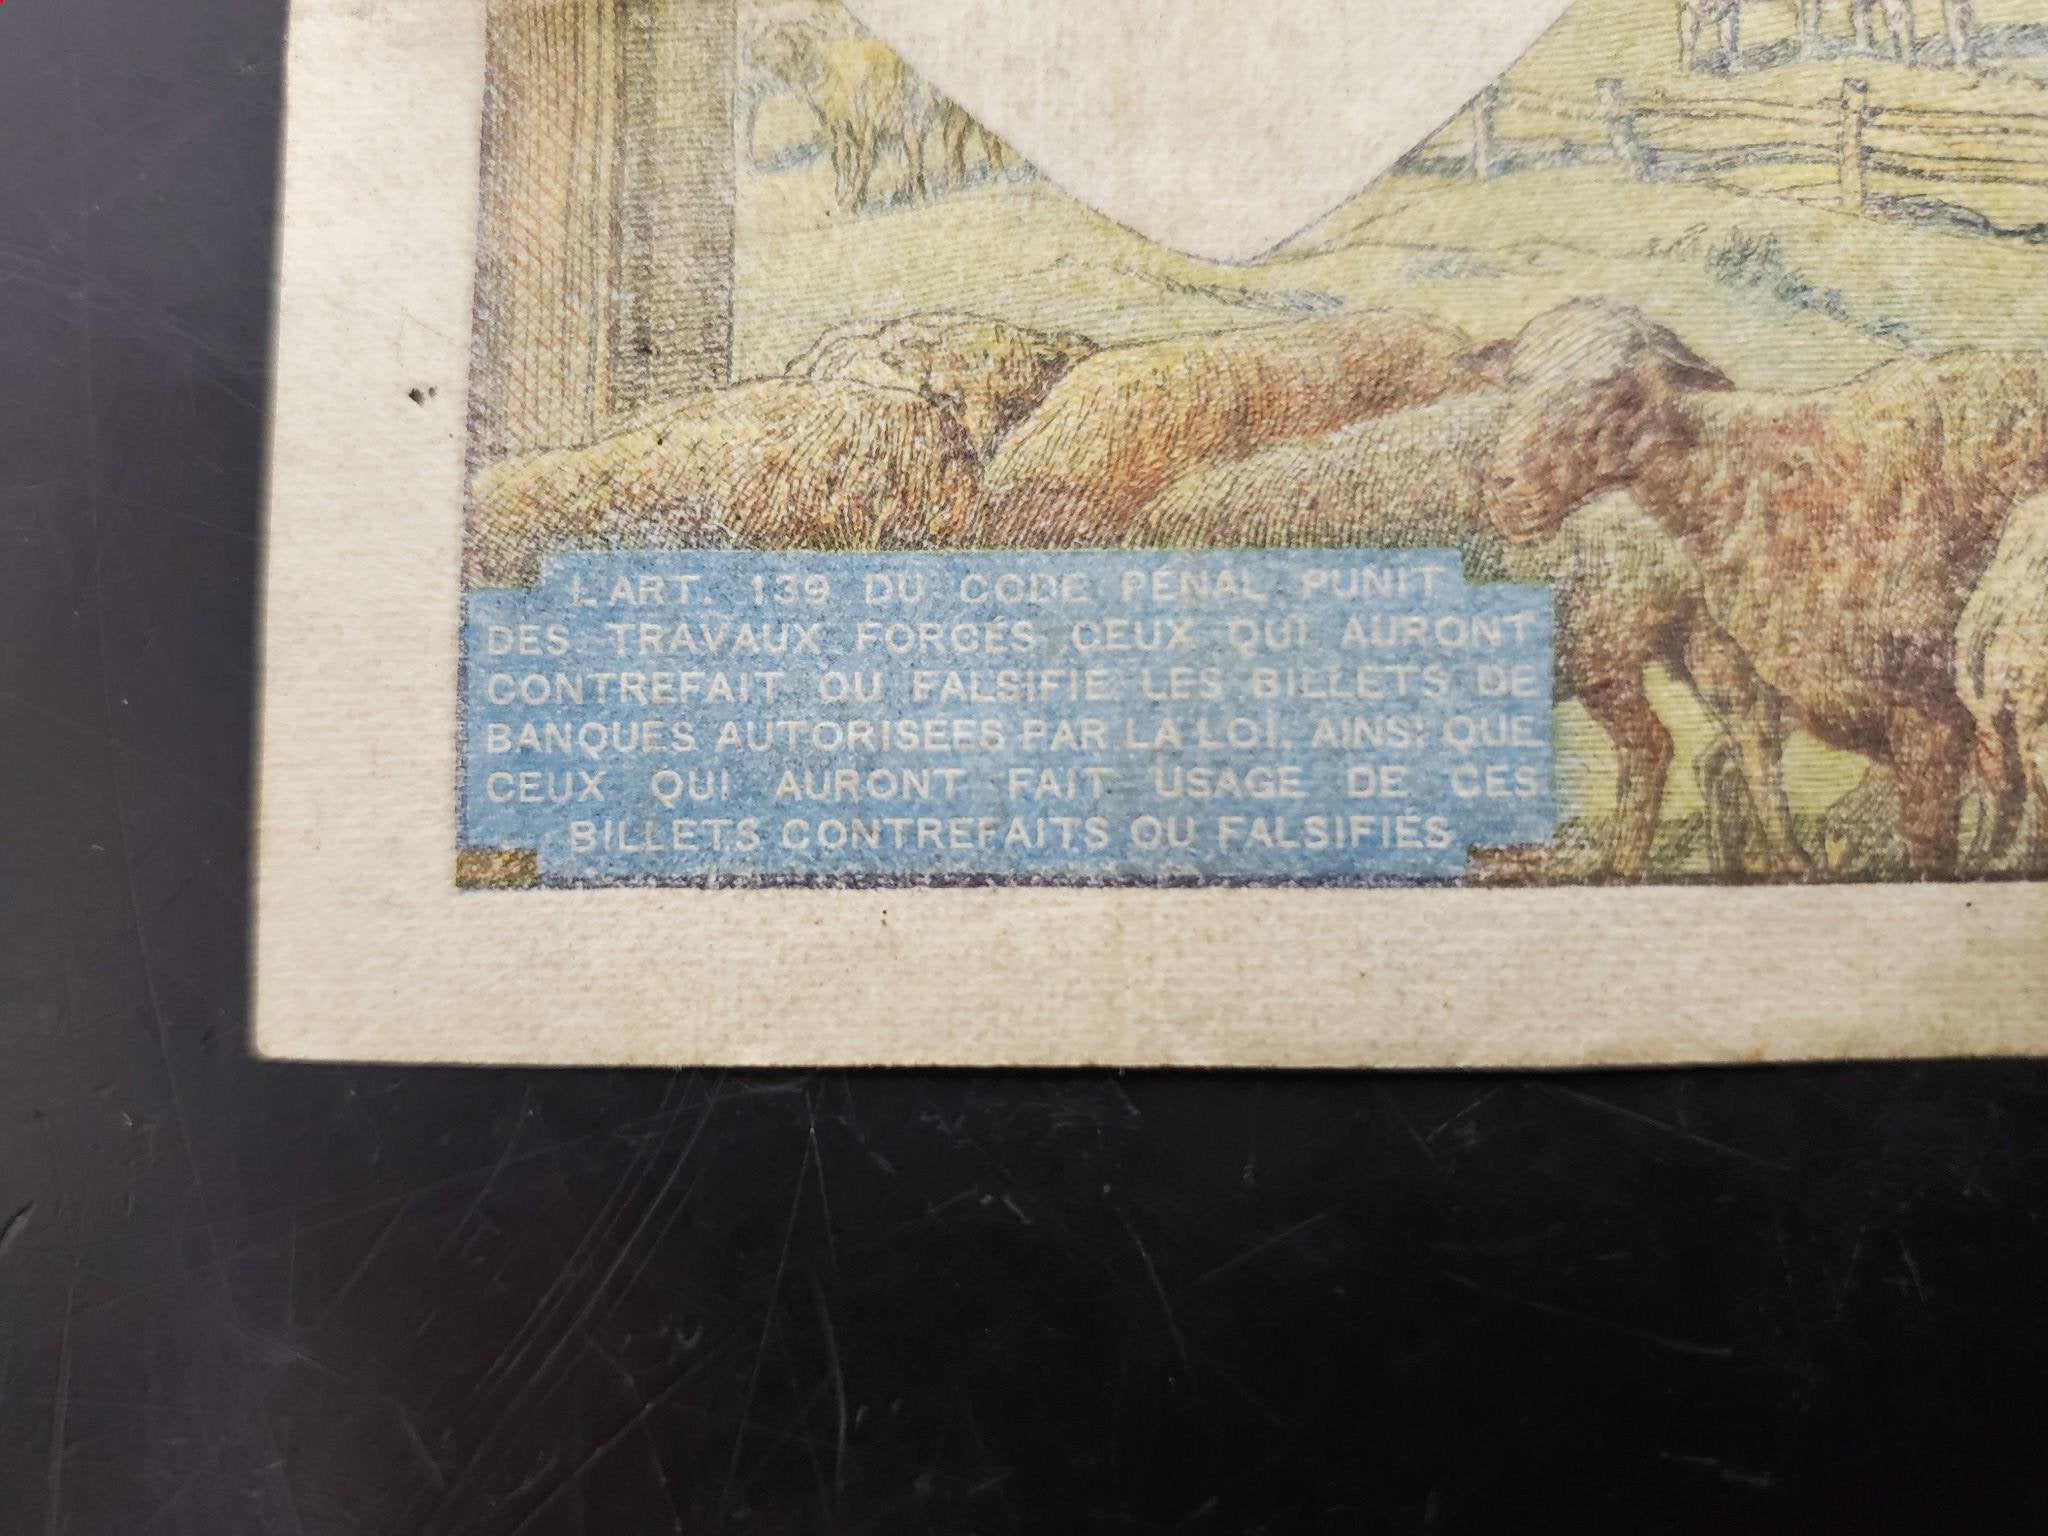 L'ART. 139 DU CODE PÉNAL PUNIT
DES TRAVAUX FORCÉS CEUX QUI AURONT
CONTREFAIT OU FALSIFIÉ LES BILLETS DE
BANQUES AUTORISÉES PAR LA LOI, AINSI QUE
CEUX QUI AURONT FAIT USAGE DE CES
BILLETS CONTREFAITS OU FALSIFIÉS